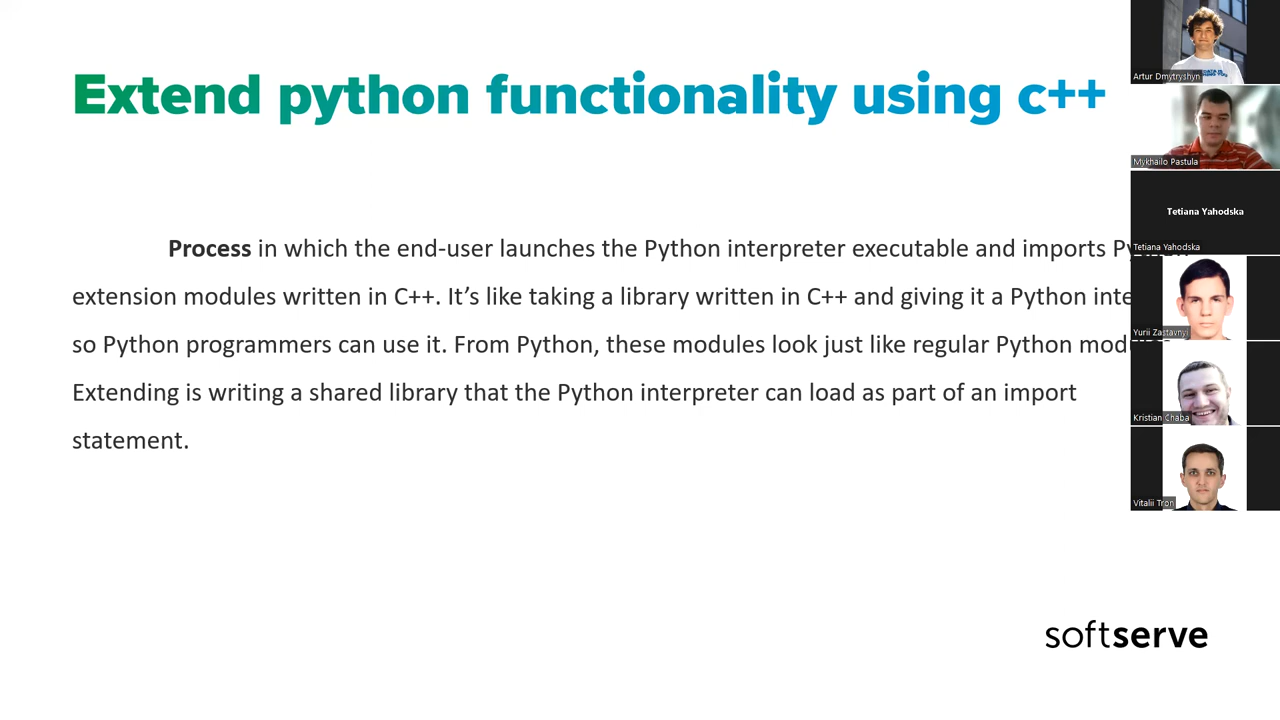 Extend python functionality using c++
Process in which the end-user launches the Python interpreter executable and imports
extension modules written in C++. It’s like taking a library written in C++ and giving it a Python
so Python programmers can use it. From Python, these modules look just like regular Python
Extending is writing a shared library that the Python interpreter can load as part of an import
statement.
softserve
Artur Dmytryshyn
Mykhailo Pastula
Tetiana Yahodska
Tetiana Yahodska
Yurii Zastavnyi
Kristian Chaba
Vitalii Tron